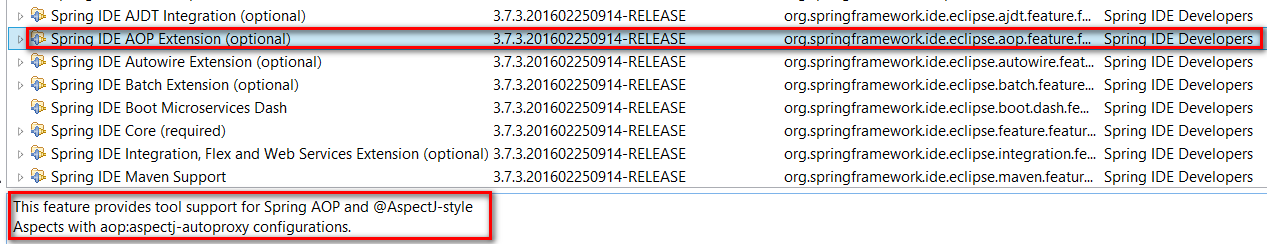 Spring IDE AJDT Integration (optional) 3.7.3.201602250914-RELEASE org.springframework.ide.eclipse.ajdt.feature.f... Spring IDE Developers
Spring IDE AOP Extension (optional) 3.7.3.201602250914-RELEASE org.springframework.ide.eclipse.aop.feature.f... Spring IDE Developers
Spring IDE Autowire Extension (optional) 3.7.3.201602250914-RELEASE org.springframework.ide.eclipse.autowire.feat... Spring IDE Developers
Spring IDE Batch Extension (optional) 3.7.3.201602250914-RELEASE org.springframework.ide.eclipse.batch.feature... Spring IDE Developers
Spring IDE Boot Microservices Dash 3.7.3.201602250914-RELEASE org.springframework.ide.eclipse.boot.dash.fe... Spring IDE Developers
Spring IDE Core (required) 3.7.3.201602250914-RELEASE org.springframework.ide.eclipse.feature.featur... Spring IDE Developers
Spring IDE Integration, Flex and Web Services Extension (optional) 3.7.3.201602250914-RELEASE org.springframework.ide.eclipse.integration.fe... Spring IDE Developers
Spring IDE Maven Support 3.7.3.201602250914-RELEASE org.springframework.ide.eclipse.maven.featur... Spring IDE Developers
This feature provides tool support for Spring AOP and @AspectJ-style
Aspects with aop:aspectj-autoproxy configurations.